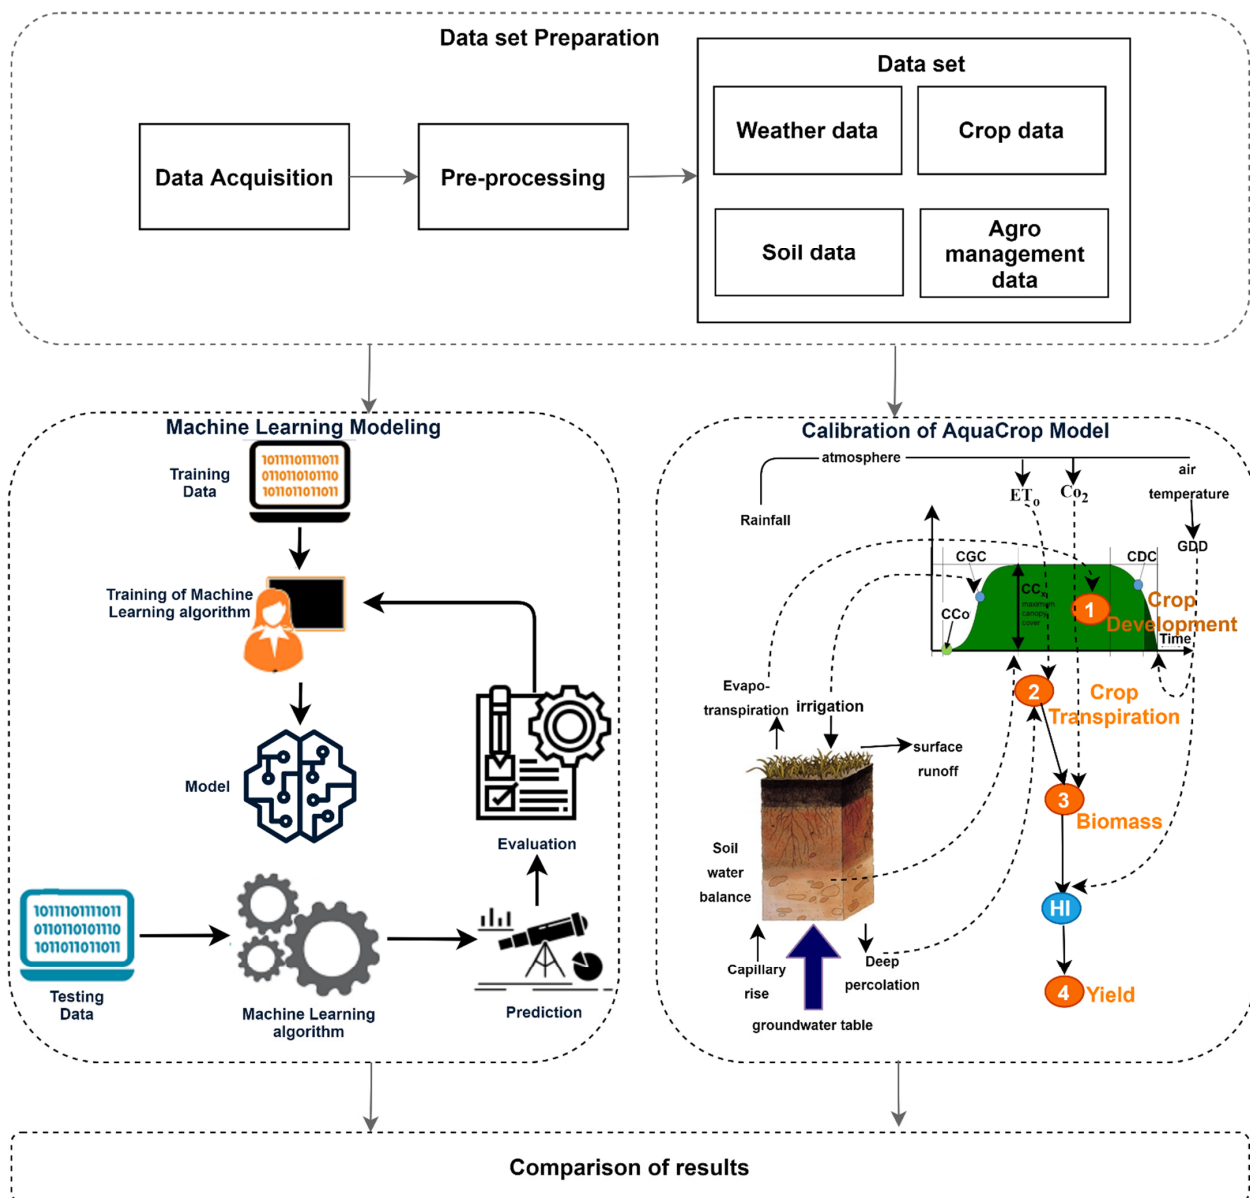 Data set Preparation
Data set
Weather data
Crop data
Data Acquisition
Pre-processing
Soil data
Agro
management
data
Machine Learning Modeling
10111101111011
0110110101110
1011011011011
Training
Data
Training of Machine
Learning algorithm
Model
Evaluation
10111101111011
0110110101110
1011011011011
Testing
Data
Machine Learning
algorithm
Prediction
Calibration of AquaCrop Model
atmosphere
air
temperature
Rainfall
ETo
Co2
GDD
CGC
CDC
CCx
maximum
canopy
cover
CCo
1
Crop
Development
Time
Evapo-
transpiration
irrigation
2
Crop
Transpiration
surface
runoff
3
Biomass
Soil
water
balance
HI
Capillary
rise
Deep
percolation
4
Yield
groundwater table
Comparison of results